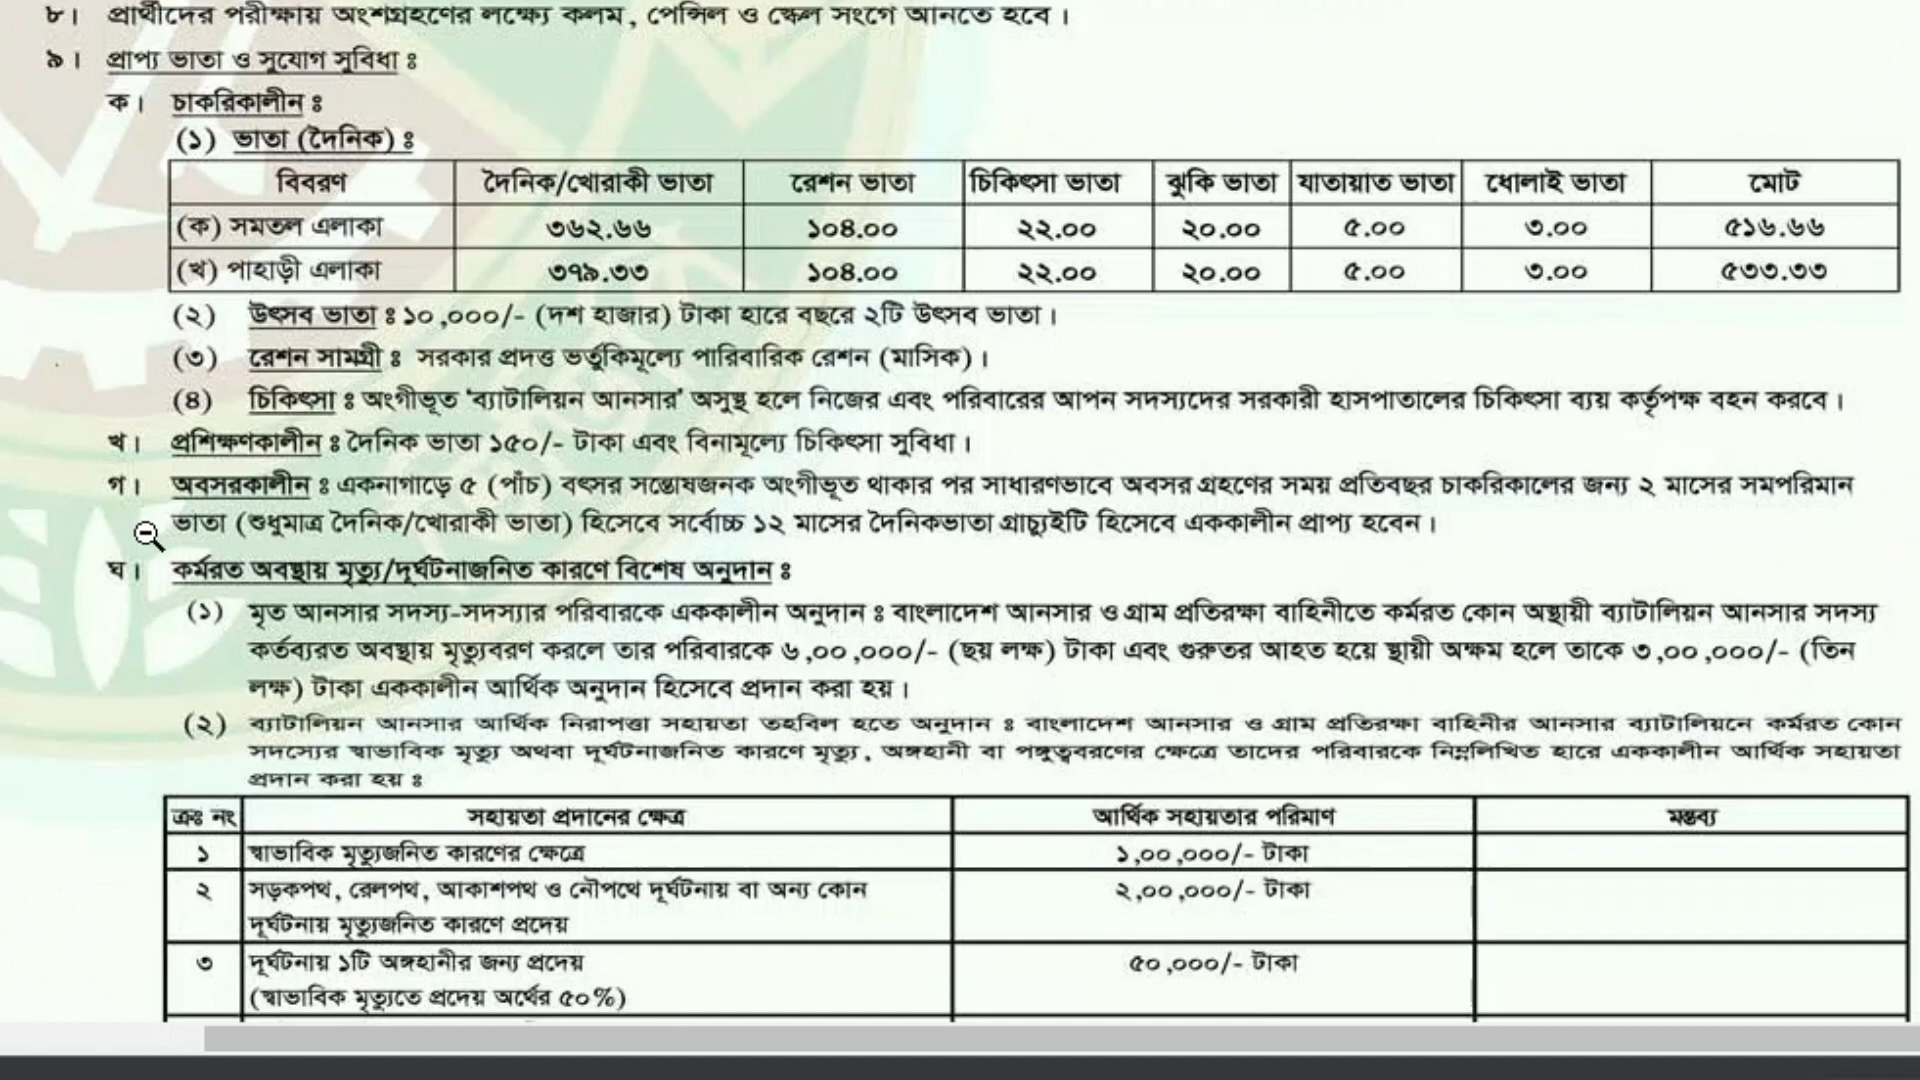 ৮। প্রার্থীদের পরীক্ষায় অংশগ্রহণের লক্ষ্যে কলম, পেন্সিল ও স্কেল সংগে আনতে হবে।
৯। প্রাপ্য ভাতা ও সুযোগ সুবিধা ঃ
ক। চাকরিকালীন ঃ
(১) ভাতা (দৈনিক) ঃ
বিবরণ দৈনিক/খোরাকী ভাতা রেশন ভাতা চিকিৎসা ভাতা ঝুকি ভাতা যাতায়াত ভাতা ধোলাই ভাতা মোট
(ক) সমতল এলাকা ৩৬২.৬৬ ১০৪.০০ ২২.০০ ২০.০০ ৫.০০ ৩.০০ ৫১৬.৬৬
(খ) পাহাড়ী এলাকা ৩৭৯.৩৩ ১০৪.০০ ২২.০০ ২০.০০ ৫.০০ ৩.০০ ৫৩৩.৩৩
(২) উৎসব ভাতা ঃ ১০,০০০/- (দশ হাজার) টাকা হারে বছরে ২টি উৎসব ভাতা।
(৩) রেশন সামগ্রী ঃ সরকার প্রদত্ত ভর্তুকিমূল্যে পারিবারিক রেশন (মাসিক)।
(৪) চিকিৎসা ঃ অংগীভূত 'ব্যাটালিয়ন আনসার' অসুস্থ হলে নিজের এবং পরিবারের আপন সদস্যদের সরকারী হাসপাতালের চিকিৎসা ব্যয় কর্তৃপক্ষ বহন করবে।
খ। প্রশিক্ষণকালীন ঃ দৈনিক ভাতা ১৫০/- টাকা এবং বিনামূল্যে চিকিৎসা সুবিধা।
গ। অবসরকালীন ঃ একনাগাড়ে ৫ (পাঁচ) বৎসর সন্তোষজনক অংগীভূত থাকার পর সাধারণভাবে অবসর গ্রহণের সময় প্রতিবছর চাকরিকালের জন্য ২ মাসের সমপরিমান
ভাতা (শুধুমাত্র দৈনিক/খোরাকী ভাতা) হিসেবে সর্বোচ্চ ১২ মাসের দৈনিকভাতা গ্রাচ্যুইটি হিসেবে এককালীন প্রাপ্য হবেন।
ঘ। কর্মরত অবস্থায় মৃত্যু/দূর্ঘটনাজনিত কারণে বিশেষ অনুদান ঃ
(১) মৃত আনসার সদস্য-সদস্যার পরিবারকে এককালীন অনুদান ঃ বাংলাদেশ আনসার ও গ্রাম প্রতিরক্ষা বাহিনীতে কর্মরত কোন অস্থায়ী ব্যাটালিয়ন আনসার সদস্য
কর্তব্যরত অবস্থায় মৃত্যুবরণ করলে তার পরিবারকে ৬,০০,০০০/- (ছয় লক্ষ) টাকা এবং গুরুতর আহত হয়ে স্থায়ী অক্ষম হলে তাকে ৩,০০,০০০/- (তিন
লক্ষ) টাকা এককালীন আর্থিক অনুদান হিসেবে প্রদান করা হয়।
(২) ব্যাটালিয়ন আনসার আর্থিক নিরাপত্তা সহায়তা তহবিল হতে অনুদান ঃ বাংলাদেশ আনসার ও গ্রাম প্রতিরক্ষা বাহিনীর আনসার ব্যাটালিয়নে কর্মরত কোন
সদস্যের স্বাভাবিক মৃত্যু অথবা দূর্ঘটনাজনিত কারণে মৃত্যু, অঙ্গহানী বা পঙ্গুত্ববরণের ক্ষেত্রে তাদের পরিবারকে নিম্নলিখিত হারে এককালীন আর্থিক সহায়তা
প্রদান করা হয় ঃ
ক্রঃ নং সহায়তা প্রদানের ক্ষেত্র আর্থিক সহায়তার পরিমাণ মন্তব্য
১ স্বাভাবিক মৃত্যুজনিত কারণের ক্ষেত্রে ১,০০,০০০/- টাকা
২ সড়কপথ, রেলপথ, আকাশপথ ও নৌপথে দূর্ঘটনায় বা অন্য কোন ২,০০,০০০/- টাকা
দূর্ঘটনায় মৃত্যুজনিত কারণে প্রদেয়
৩ দূর্ঘটনায় ১টি অঙ্গহানীর জন্য প্রদেয় ৫০,০০০/- টাকা
(স্বাভাবিক মৃত্যুতে প্রদেয় অর্থের ৫০%)